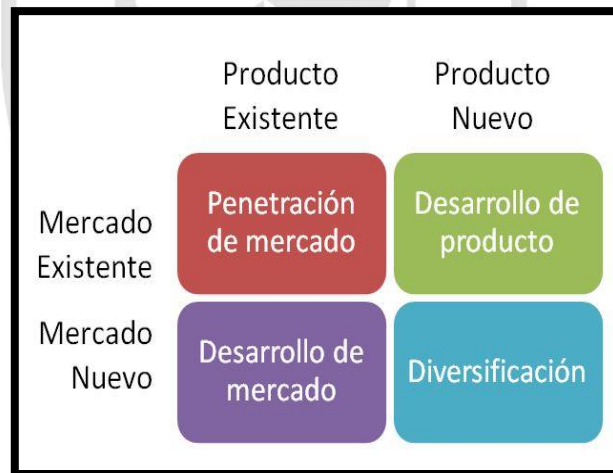 Producto
Existente
Producto
Nuevo
Mercado
Existente
Penetración
de mercado
Desarrollo de
producto
Mercado
Nuevo
Desarrollo de
mercado
Diversificación